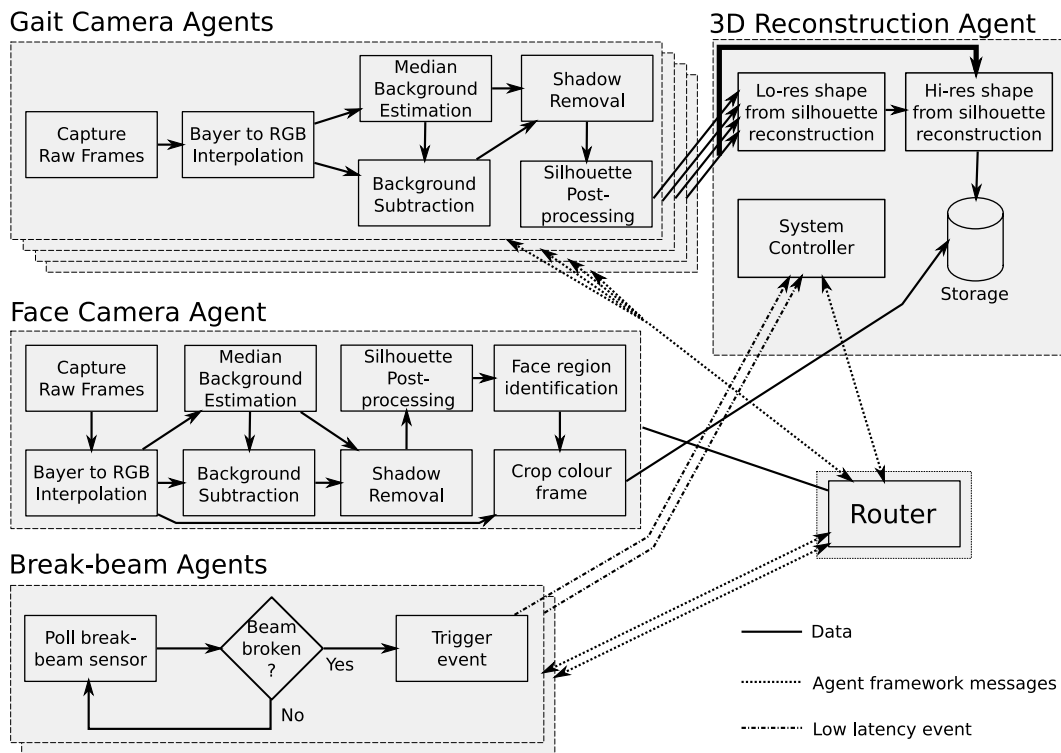 Gait Camera Agents
Capture
Raw Frames
Bayer to RGB
Interpolation
Median
Background
Estimation
Background
Subtraction
Shadow
Removal
Silhouette
Post-
processing
3D Reconstruction Agent
Lo-res shape
from silhouette
reconstruction
Hi-res shape
from silhouette
reconstruction
System
Controller
Storage
Face Camera Agent
Capture
Raw Frames
Median
Background
Estimation
Silhouette
Post-
processing
Face region
identification
Bayer to RGB
Interpolation
Background
Subtraction
Shadow
Removal
Crop colour
frame
Router
Break-beam Agents
Poll break-
beam sensor
Beam
broken
?
Yes
No
Trigger
event
Data
Agent framework messages
Low latency event